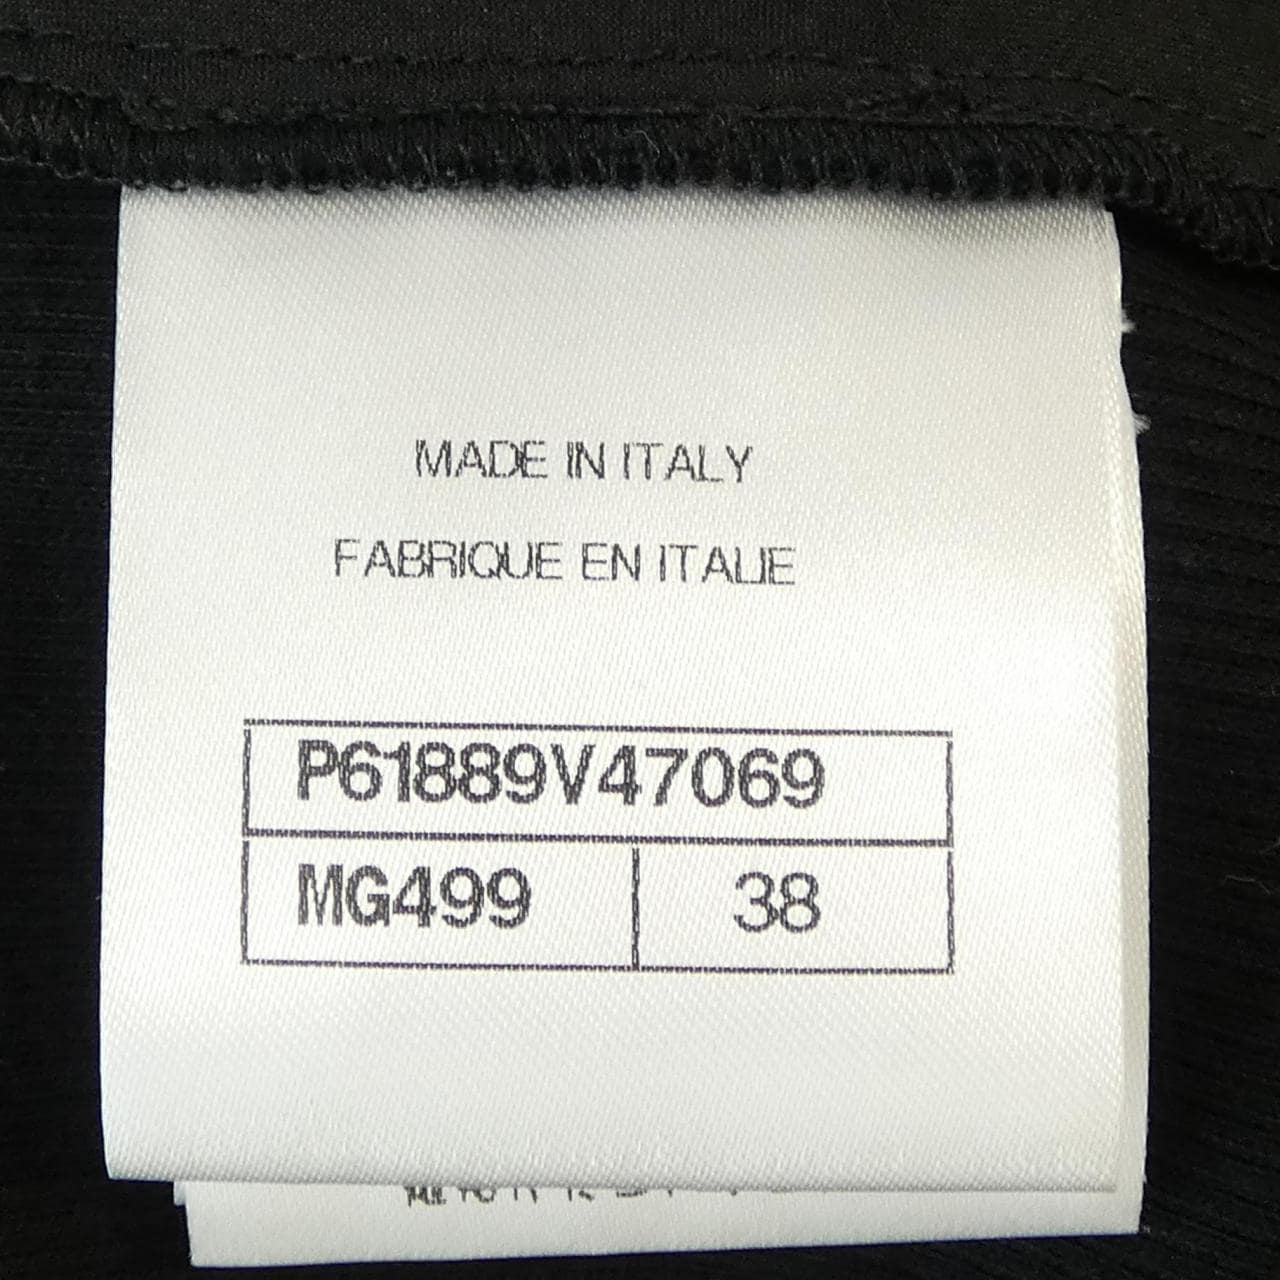 MADE IN ITALY
FABRIQUE EN ITALIE
P61889V47069
MG499 38